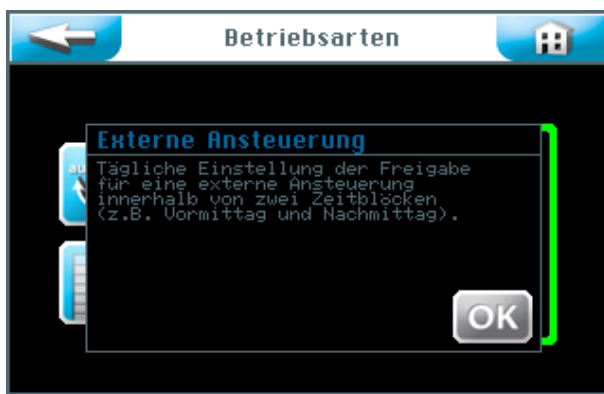 Betriebsarten
Externe Ansteuerung
au
Tägliche Einstellung der Freigabe
für eine externe Ansteuerung
innerhalb von zwei Zeitblöcken
(z.B. Vormittag und Nachmittag).
OK